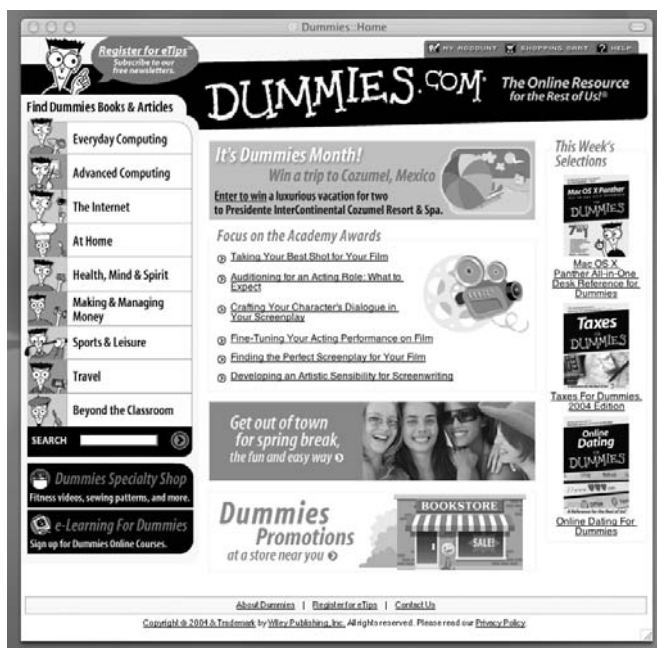 Dummies::Home
Register for eTips™
Subscribe to our
free newsletters.
MY ACCOUNT SHOPPING CART ? HELP
DUMMIES.COM®
The Online Resource
for the Rest of Us!®
Find Dummies Books & Articles
Everyday Computing
Advanced Computing
The Internet
At Home
Health, Mind & Spirit
Making & Managing
Money
Sports & Leisure
Travel
Beyond the Classroom
SEARCH
Dummies Specialty Shop
Fitness videos, sewing patterns, and more.
e-Learning For Dummies
Sign up for Dummies Online Courses.
It's Dummies Month!
Win a trip to Cozumel, Mexico
Enter to win a luxurious vacation for two
to Presidente InterContinental Cozumel Resort & Spa.
Focus on the Academy Awards
Taking Your Best Shot for Your Film
Auditioning for an Acting Role: What to
Expect
Crafting Your Character's Dialogue in
Your Screenplay
Fine-Tuning Your Acting Performance on Film
Finding the Perfect Screenplay for Your Film
Developing an Artistic Sensibility for Screenwriting
Get out of town
for spring break,
the fun and easy way
Dummies
Promotions
at a store near you
BOOKSTORE
SALE!
This Week's
Selections
Mac OS X Panther
DUMMIES
Mac OS X
Panther All-in-One
Desk Reference for
Dummies
Taxes
DUMMIES
Taxes For Dummies,
2004 Edition
Online
Dating
DUMMIES
Online Dating For
Dummies
About Dummies | Register for eTips | Contact Us
Copyright © 2004 & Trademark by Wiley Publishing, Inc. All rights reserved. Please read our Privacy Policy.